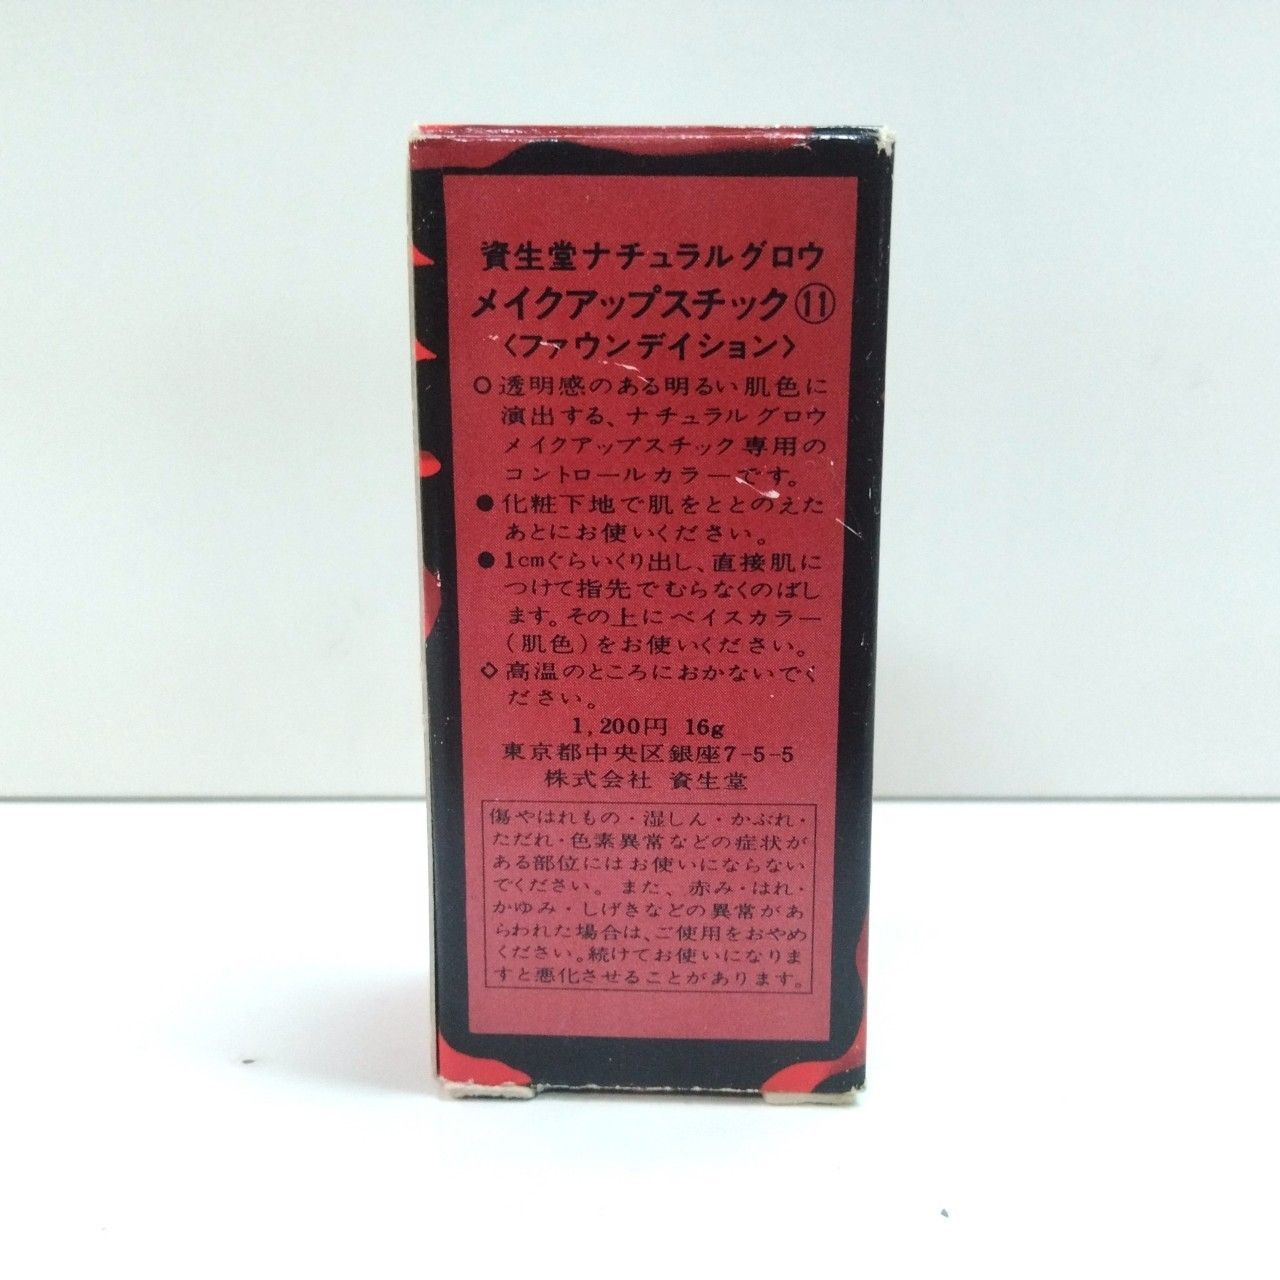 資生堂ナチュラルグロウ
メイクアップスチック⑪
〈ファウンデイション〉
○透明感のある明るい肌色に
演出する、ナチュラルグロウ
メイクアップスチック専用の
コントロールカラーです。
●化粧下地で肌をととのえた
あとにお使いください。
●1cmぐらいくり出し、直接肌に
つけて指先でむらなくのばし
ます。その上にベイスカラー
(肌色)をお使いください。
◇高温のところにおかないでく
ださい。
1,200円 16g
東京都中央区銀座7-5-5
株式会社 資生堂
傷やはれもの・湿しん・かぶれ・
ただれ・色素異常などの症状が
ある部位にはお使いにならない
でください。また、赤み・はれ・
かゆみ・しげきなどの異常があ
らわれた場合は、ご使用をおやめ
ください。続けてお使いになりま
すと悪化させることがあります。